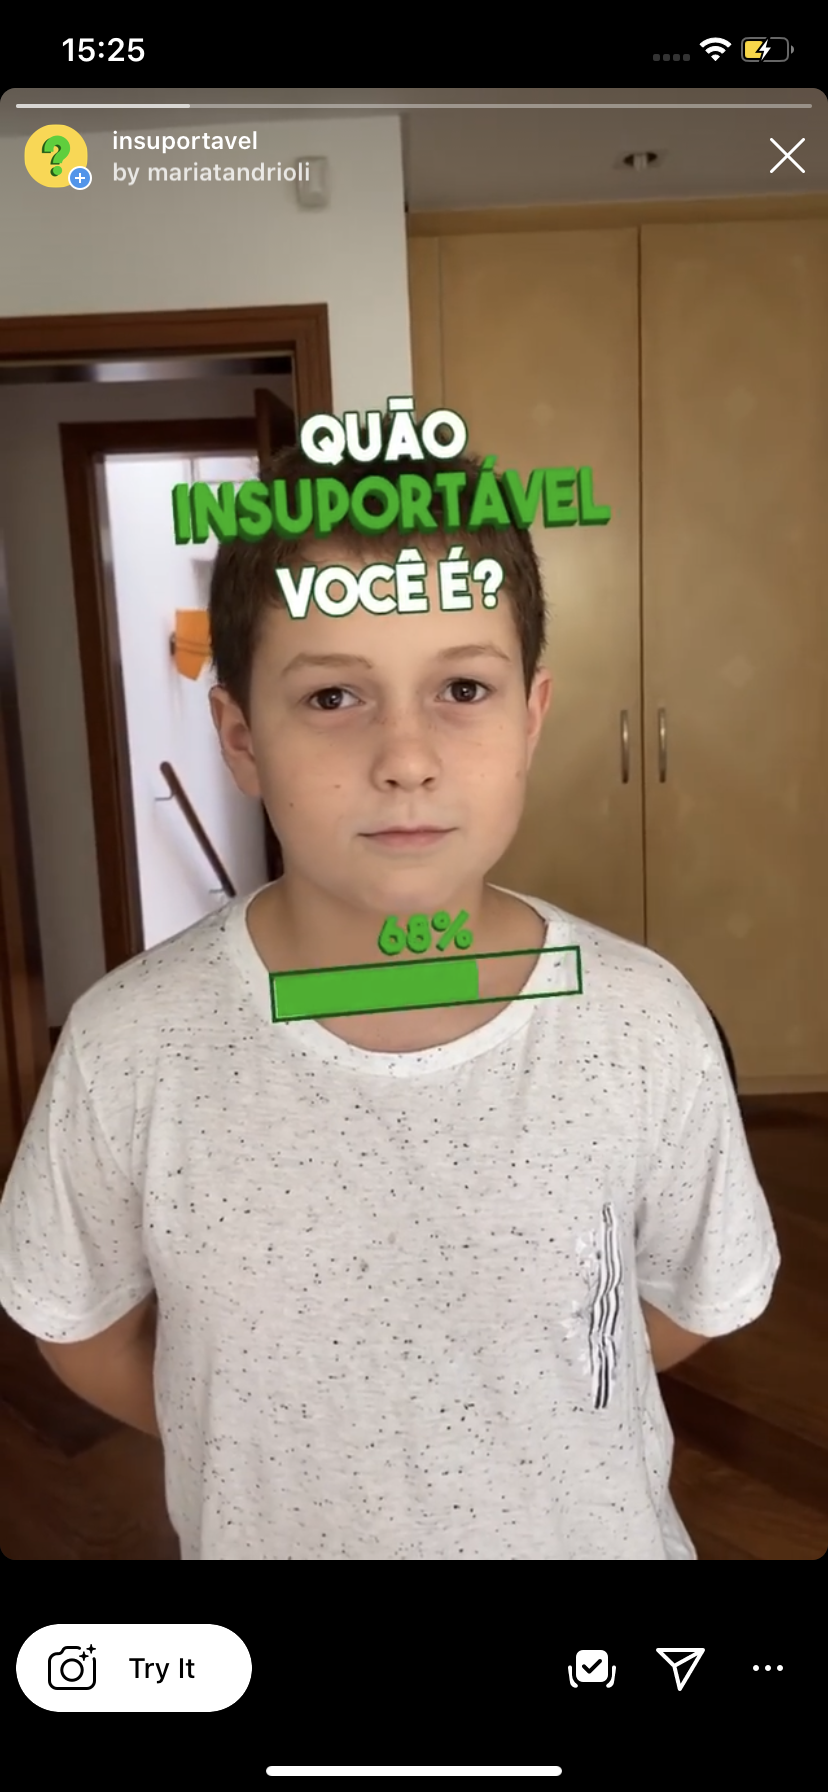 15:25
insuportavel
by mariatandrioli
QUÃO
INSUPORTÁVEL
VOCÊ É?
68%
Try It